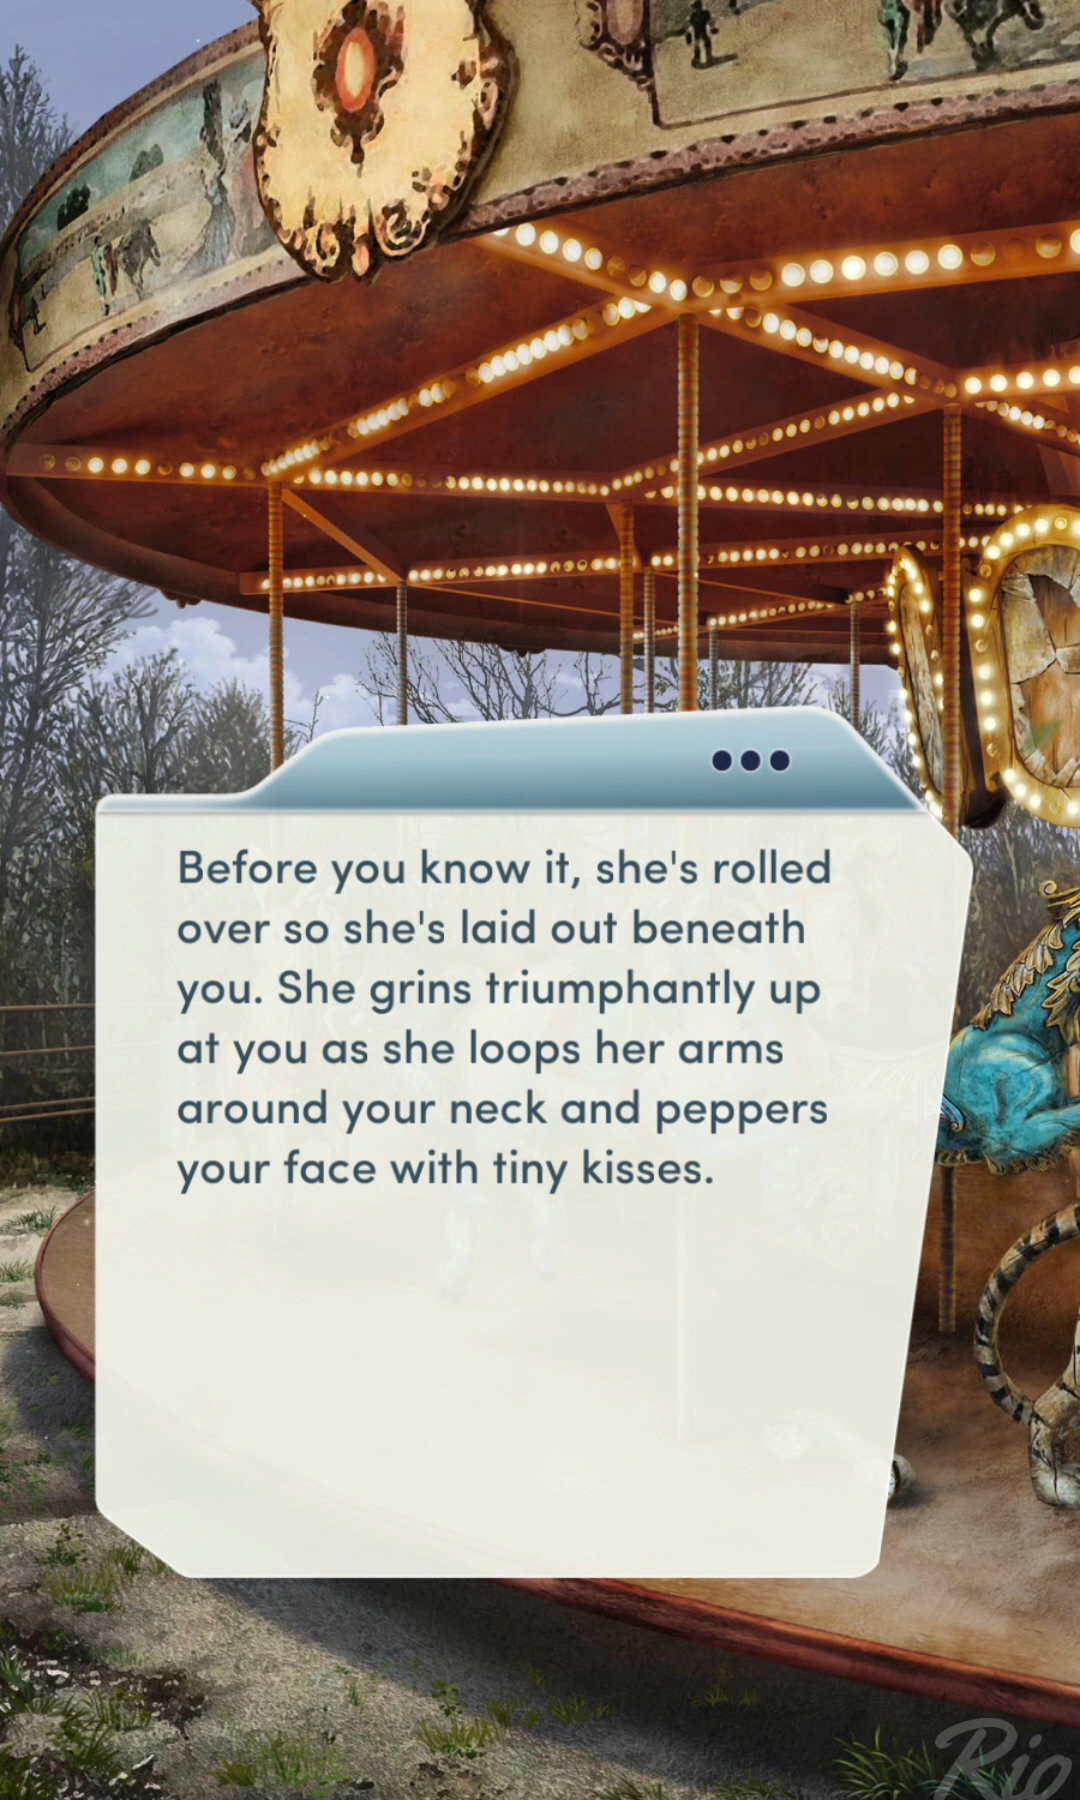 Before you know it, she's rolled
over so she's laid out beneath
you. She grins triumphantly up
at you as she loops her arms
around your neck and peppers
your face with tiny kisses.
Rio